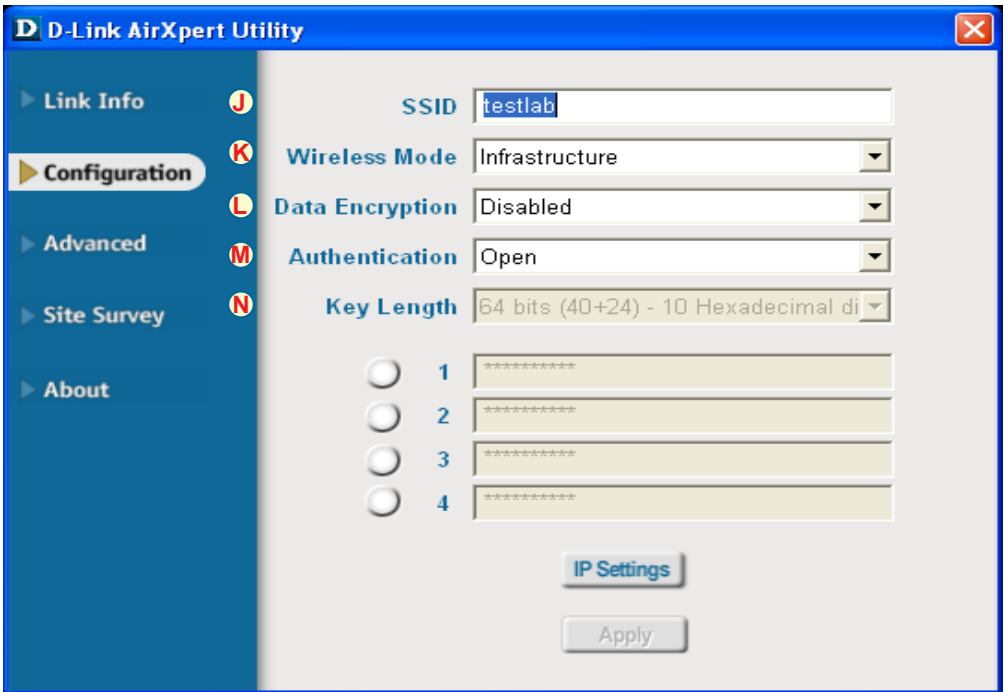 D D-Link AirXpert Utility
Link Info
Configuration
Advanced
Site Survey
About
J SSID testlab
K Wireless Mode Infrastructure
L Data Encryption Disabled
M Authentication Open
N Key Length 64 bits (40+24) - 10 Hexadecimal di
1 **********
2 **********
3 **********
4 **********
IP Settings
Apply